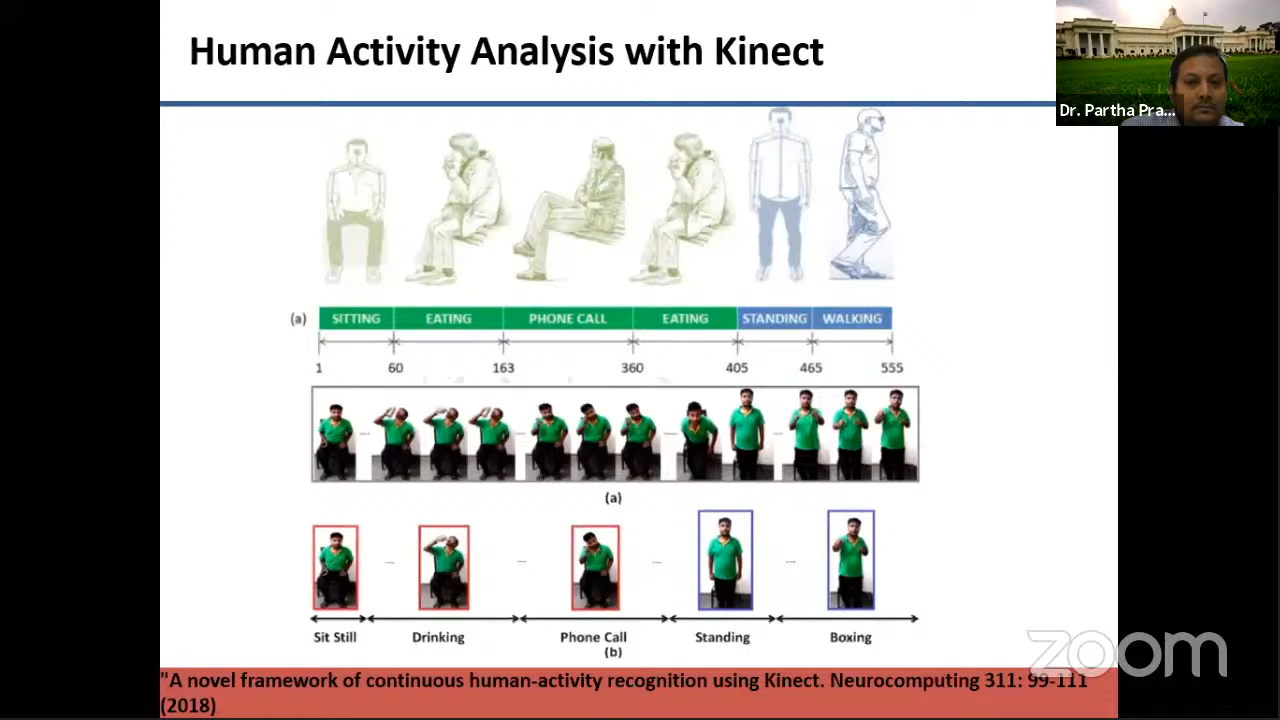 Human Activity Analysis with Kinect
Dr. Partha Pra...
(a) SITTING EATING PHONE CALL EATING STANDING WALKING
1 60 163 360 405 465 555
(a)
Sit Still Drinking Phone Call Standing Boxing
(b)
zoom
"A novel framework of continuous human-activity recognition using Kinect. Neurocomputing 311: 99-111
(2018)